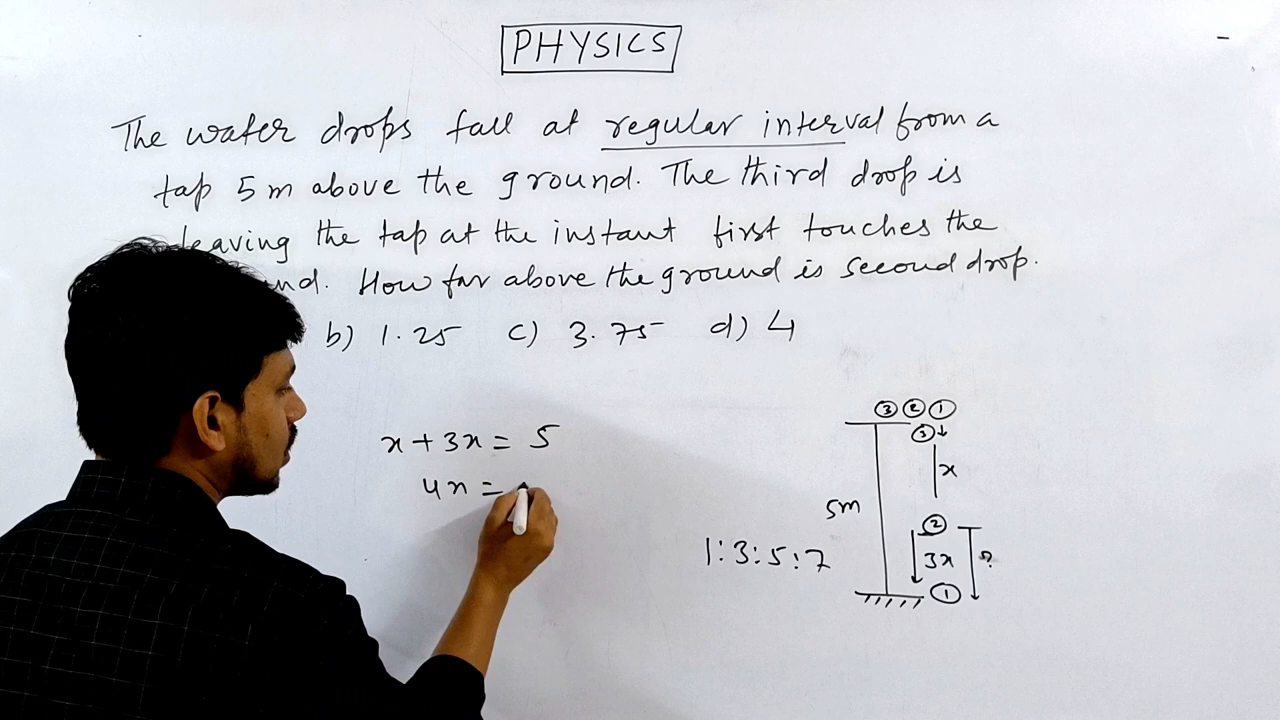 PHYSICS
The water drops fall at regular interval from a
tap 5 m above the ground. The third drop is
leaving the tap at the instant first touches the
How far above the ground is second drop.
b) 1.25 c) 3.75 d) 4
x + 3x = 5
4x =
1:3:5:7
3 2 1
3
x
5m
2
3x
?
1